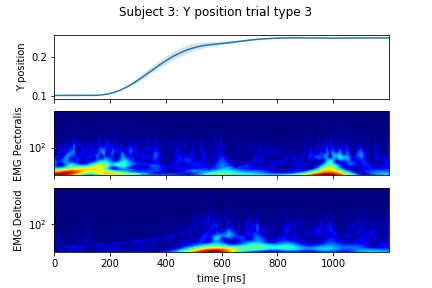 Subject 3: Y position trial type 3
Y position
0.2
0.1
EMG Pectoralis
10²
EMG Deltoid
10²
0 200 400 600 800 1000
time [ms]